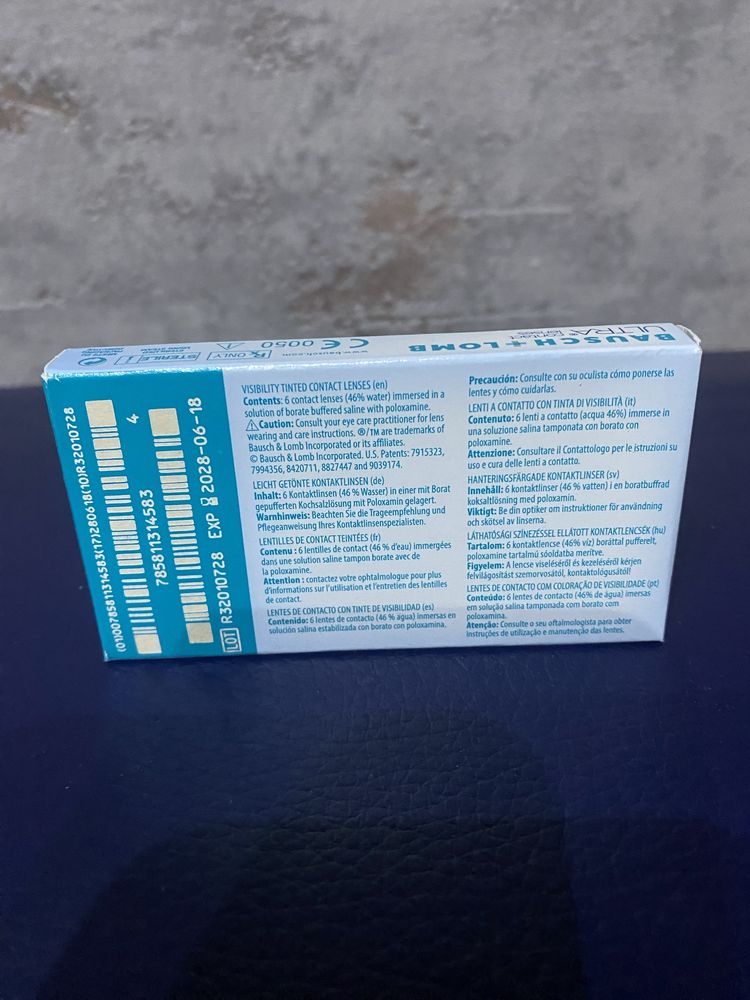 BAUSCH + LOMB
ULTRA® contact
lenses
www.bausch.com
CE 0050
Rx ONLY
STERILE
(01)00785811314583(17)280618(10)R32010728
4
785811314583
LOT R32010728 EXP 2028-06-18
VISIBILITY TINTED CONTACT LENSES (en)
Contents: 6 contact lenses (46% water) immersed in a
solution of borate buffered saline with poloxamine.
Caution: Consult your eye care practitioner for lens
wearing and care instructions. ®/TM are trademarks of
Bausch & Lomb Incorporated or its affiliates.
© Bausch & Lomb Incorporated. U.S. Patents: 7915323,
7994356, 8420711, 8827447 and 9039174.
LEICHT GETÖNTE KONTAKTLINSEN (de)
Inhalt: 6 Kontaktlinsen (46 % Wasser) in einer mit Borat
gepufferten Kochsalzlösung mit Poloxamin gelagert.
Warnhinweis: Beachten Sie die Trageempfehlung und
Pflegeanweisung Ihres Kontaktlinsenspezialisten.
LENTILLES DE CONTACT TEINTÉES (fr)
Contenu : 6 lentilles de contact (46 % d'eau) immergées
dans une solution saline tampon borate avec de
la poloxamine.
Attention : contactez votre ophtalmologue pour plus
d'informations sur l'utilisation et l'entretien des lentilles
de contact.
LENTES DE CONTACTO CON TINTE DE VISIBILIDAD (es)
Contenido: 6 lentes de contacto (46 % agua) inmersas en
solución salina estabilizada con borato con poloxamina.
Precaución: Consulte con su oculista cómo ponerse las
lentes y cómo cuidarlas.
LENTI A CONTATTO CON TINTA DI VISIBILITÀ (it)
Contenuto: 6 lenti a contatto (acqua 46%) immerse in
una soluzione salina tamponata con borato con
poloxamine.
Attenzione: Consultare il Contattologo per le istruzioni su
uso e cura delle lenti a contatto.
HANTERINGSFÄRGADE KONTAKTLINSER (sv)
Innehåll: 6 kontaktlinser (46 % vatten) i en boratbuffrad
koksaltlösning med poloxamin.
Viktigt: Be din optiker om instruktioner för användning
och skötsel av linserna.
LÁTHATÓSÁGI SZÍNEZÉSSEL ELLÁTOTT KONTAKTLENCSÉK (hu)
Tartalom: 6 kontaktlencse (46% víz) boráttal pufferelt,
poloxamine tartalmú sóoldatba merítve.
Figyelem: A lencse viseléséről és kezeléséről kérjen
felvilágosítást szemorvosától, kontaktológusától!
LENTES DE CONTACTO COM COLORAÇÃO DE VISIBILIDADE (pt)
Conteúdo: 6 lentes de contacto (46% de água) imersas
em solução salina tamponada com borato com
poloxamina.
Atenção: Consulte o seu oftalmologista para obter
instruções de utilização e manutenção das lentes.